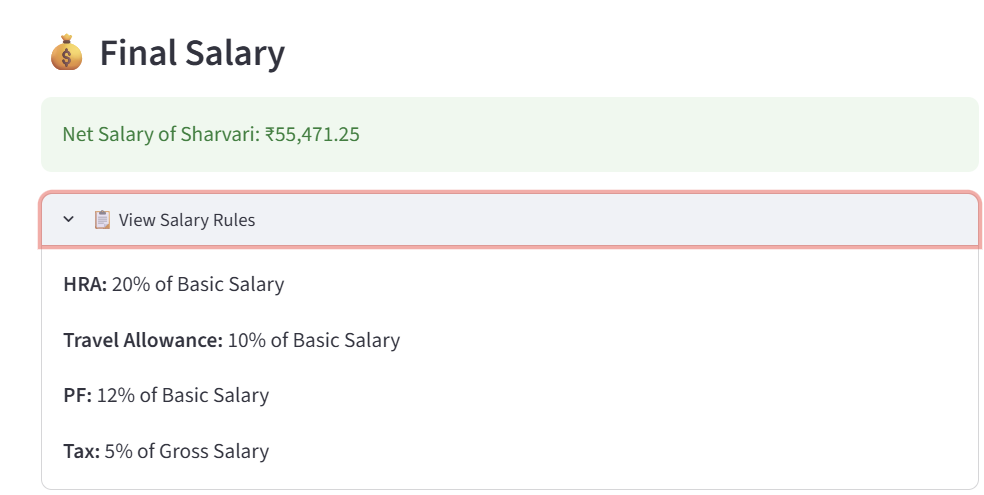 Final Salary
Net Salary of Sharvari: ₹55,471.25
View Salary Rules
HRA: 20% of Basic Salary
Travel Allowance: 10% of Basic Salary
PF: 12% of Basic Salary
Tax: 5% of Gross Salary